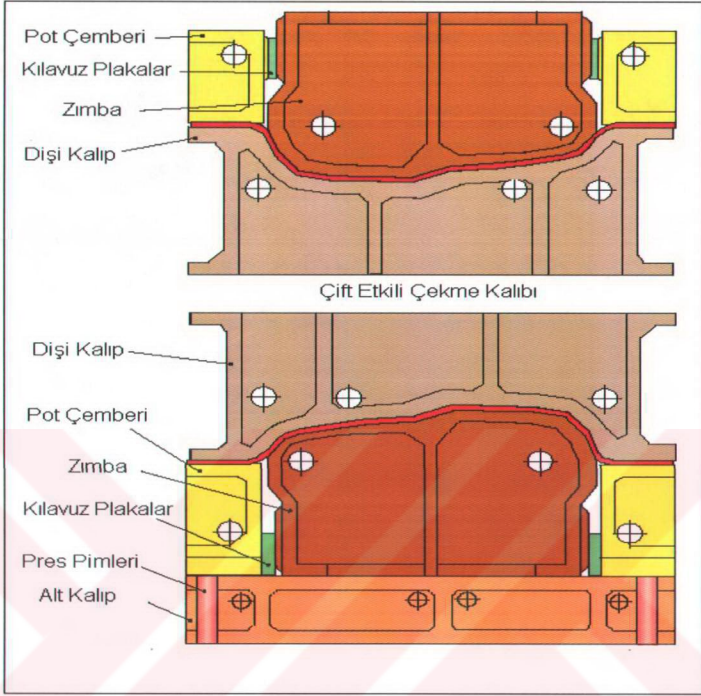 Pot Çemberi
Kılavuz Plakalar
Zımba
Dişi Kalıp
Çift Etkili Çekme Kalıbı
Dişi Kalıp
Pot Çemberi
Zımba
Kılavuz Plakalar
Pres Pimleri
Alt Kalıp